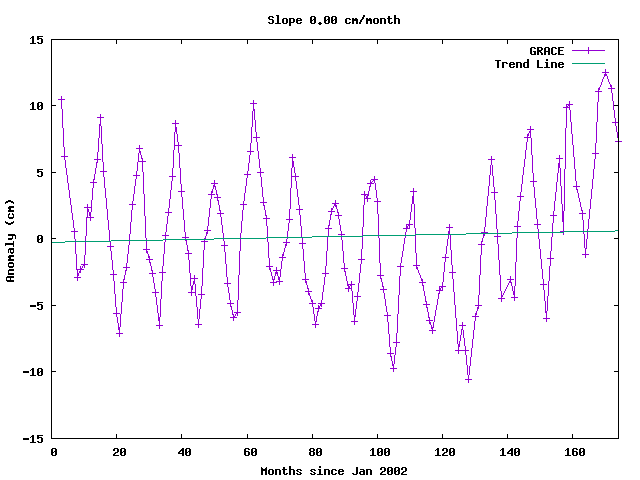 Slope 0.00 cm/month
GRACE
Trend Line
15
10
5
0
-5
-10
-15
Anomaly (cm)
0 20 40 60 80 100 120 140 160
Months since Jan 2002